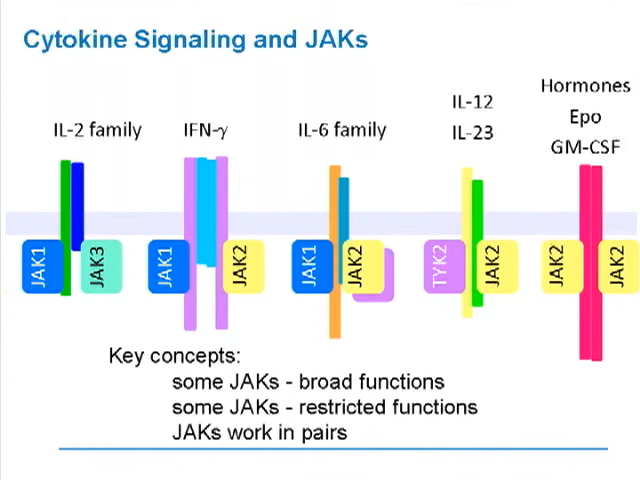 Cytokine Signaling and JAKs
IL-2 family
IFN-γ
IL-6 family
IL-12
IL-23
Hormones
Epo
GM-CSF
JAK1
JAK3
JAK1
JAK2
JAK1
JAK2
TYK2
JAK2
JAK2
JAK2
Key concepts:
some JAKs - broad functions
some JAKs - restricted functions
JAKs work in pairs